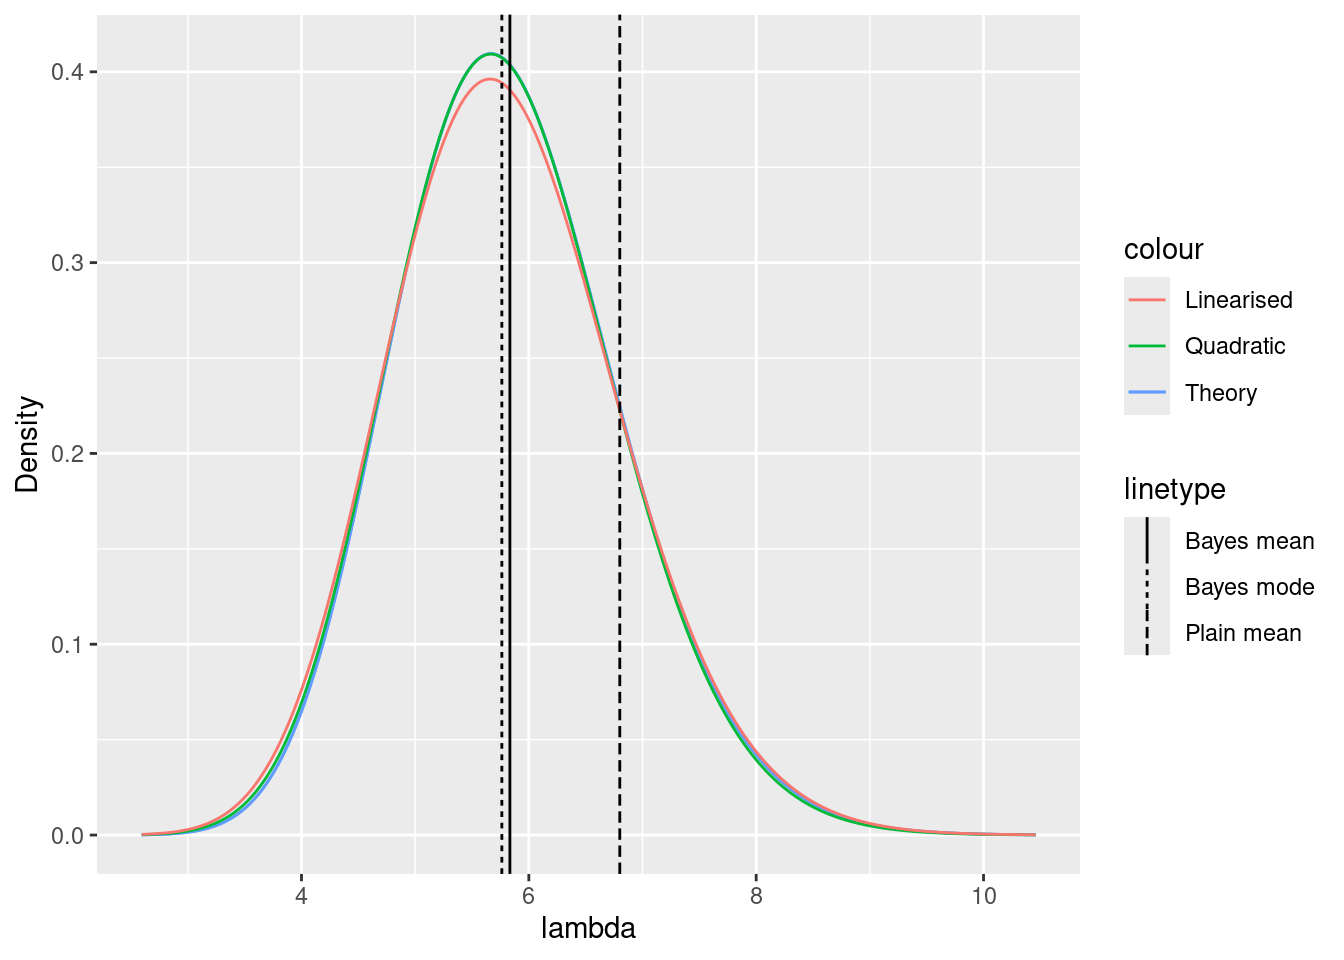 0.4
0.3
0.2
0.1
0.0
Density
4
6
8
10
lambda
colour
Linearised
Quadratic
Theory
linetype
Bayes mean
Bayes mode
Plain mean